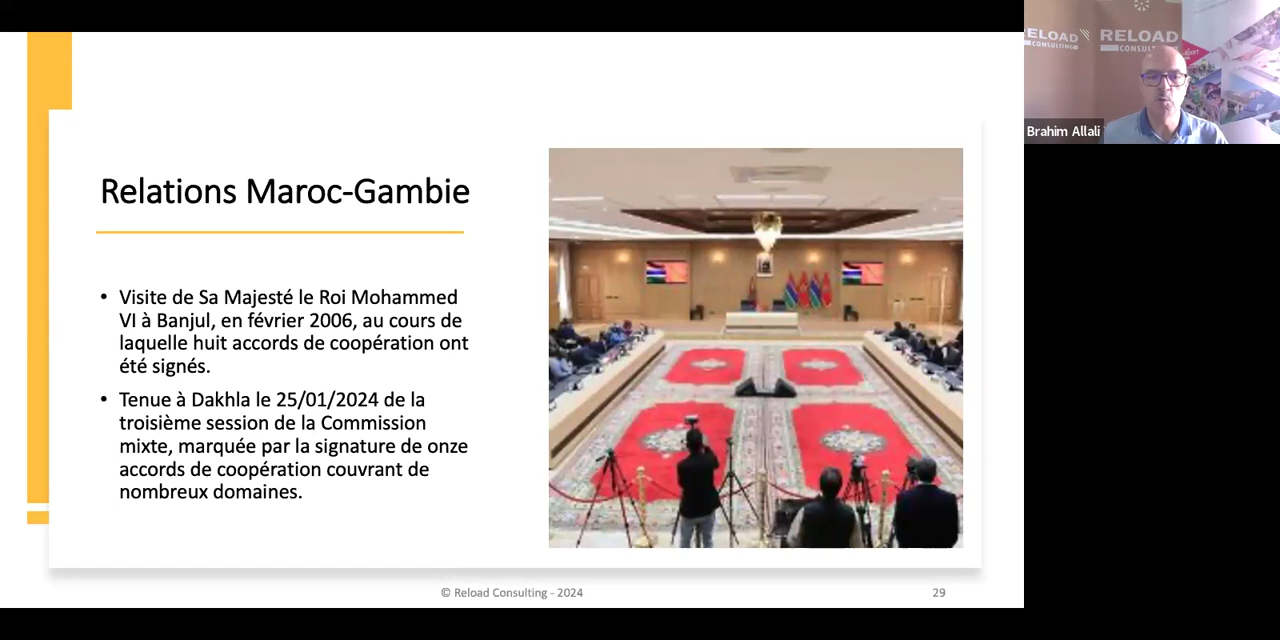 RELOAD
CONSULTING
Brahim Allali
Relations Maroc-Gambie
• Visite de Sa Majesté le Roi Mohammed
VI à Banjul, en février 2006, au cours de
laquelle huit accords de coopération ont
été signés.
• Tenue à Dakhla le 25/01/2024 de la
troisième session de la Commission
mixte, marquée par la signature de onze
accords de coopération couvrant de
nombreux domaines.
© Reload Consulting - 2024
29